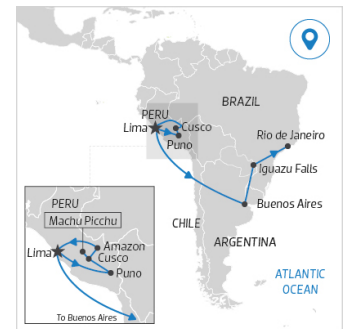 BRAZIL
PERU
Lima
Cusco
Puno
Rio de Janeiro
Iguazu Falls
Buenos Aires
CHILE
ARGENTINA
ATLANTIC
OCEAN
PERU
Machu Picchu
Amazon
Lima
Cusco
Puno
To Buenos Aires